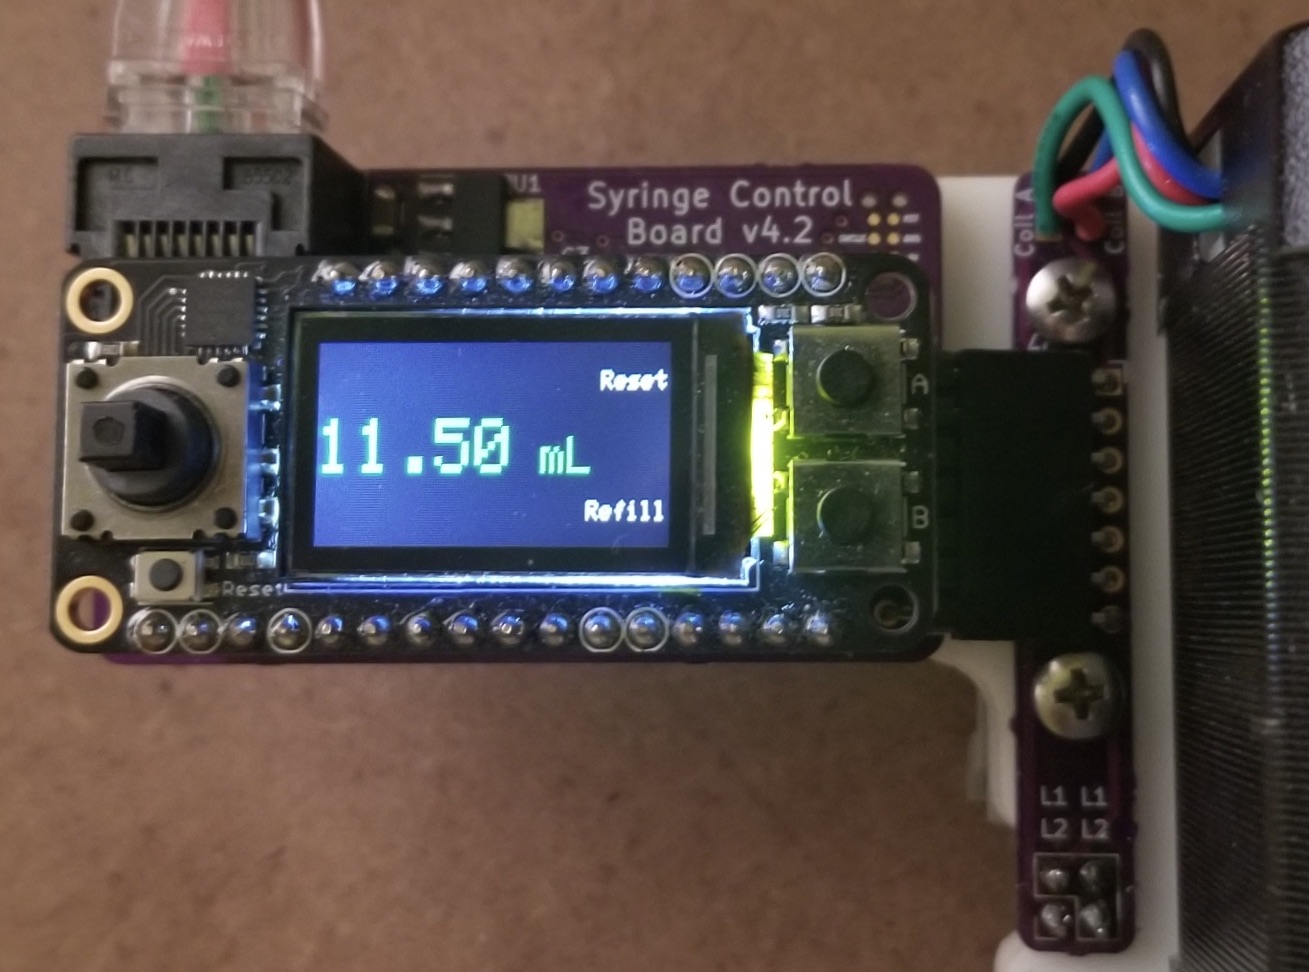 U1
Syringe Control
Board v4.2
Coil A
Reset
11.50 mL
Refill
A
B
Reset
L1 L1
L2 L2